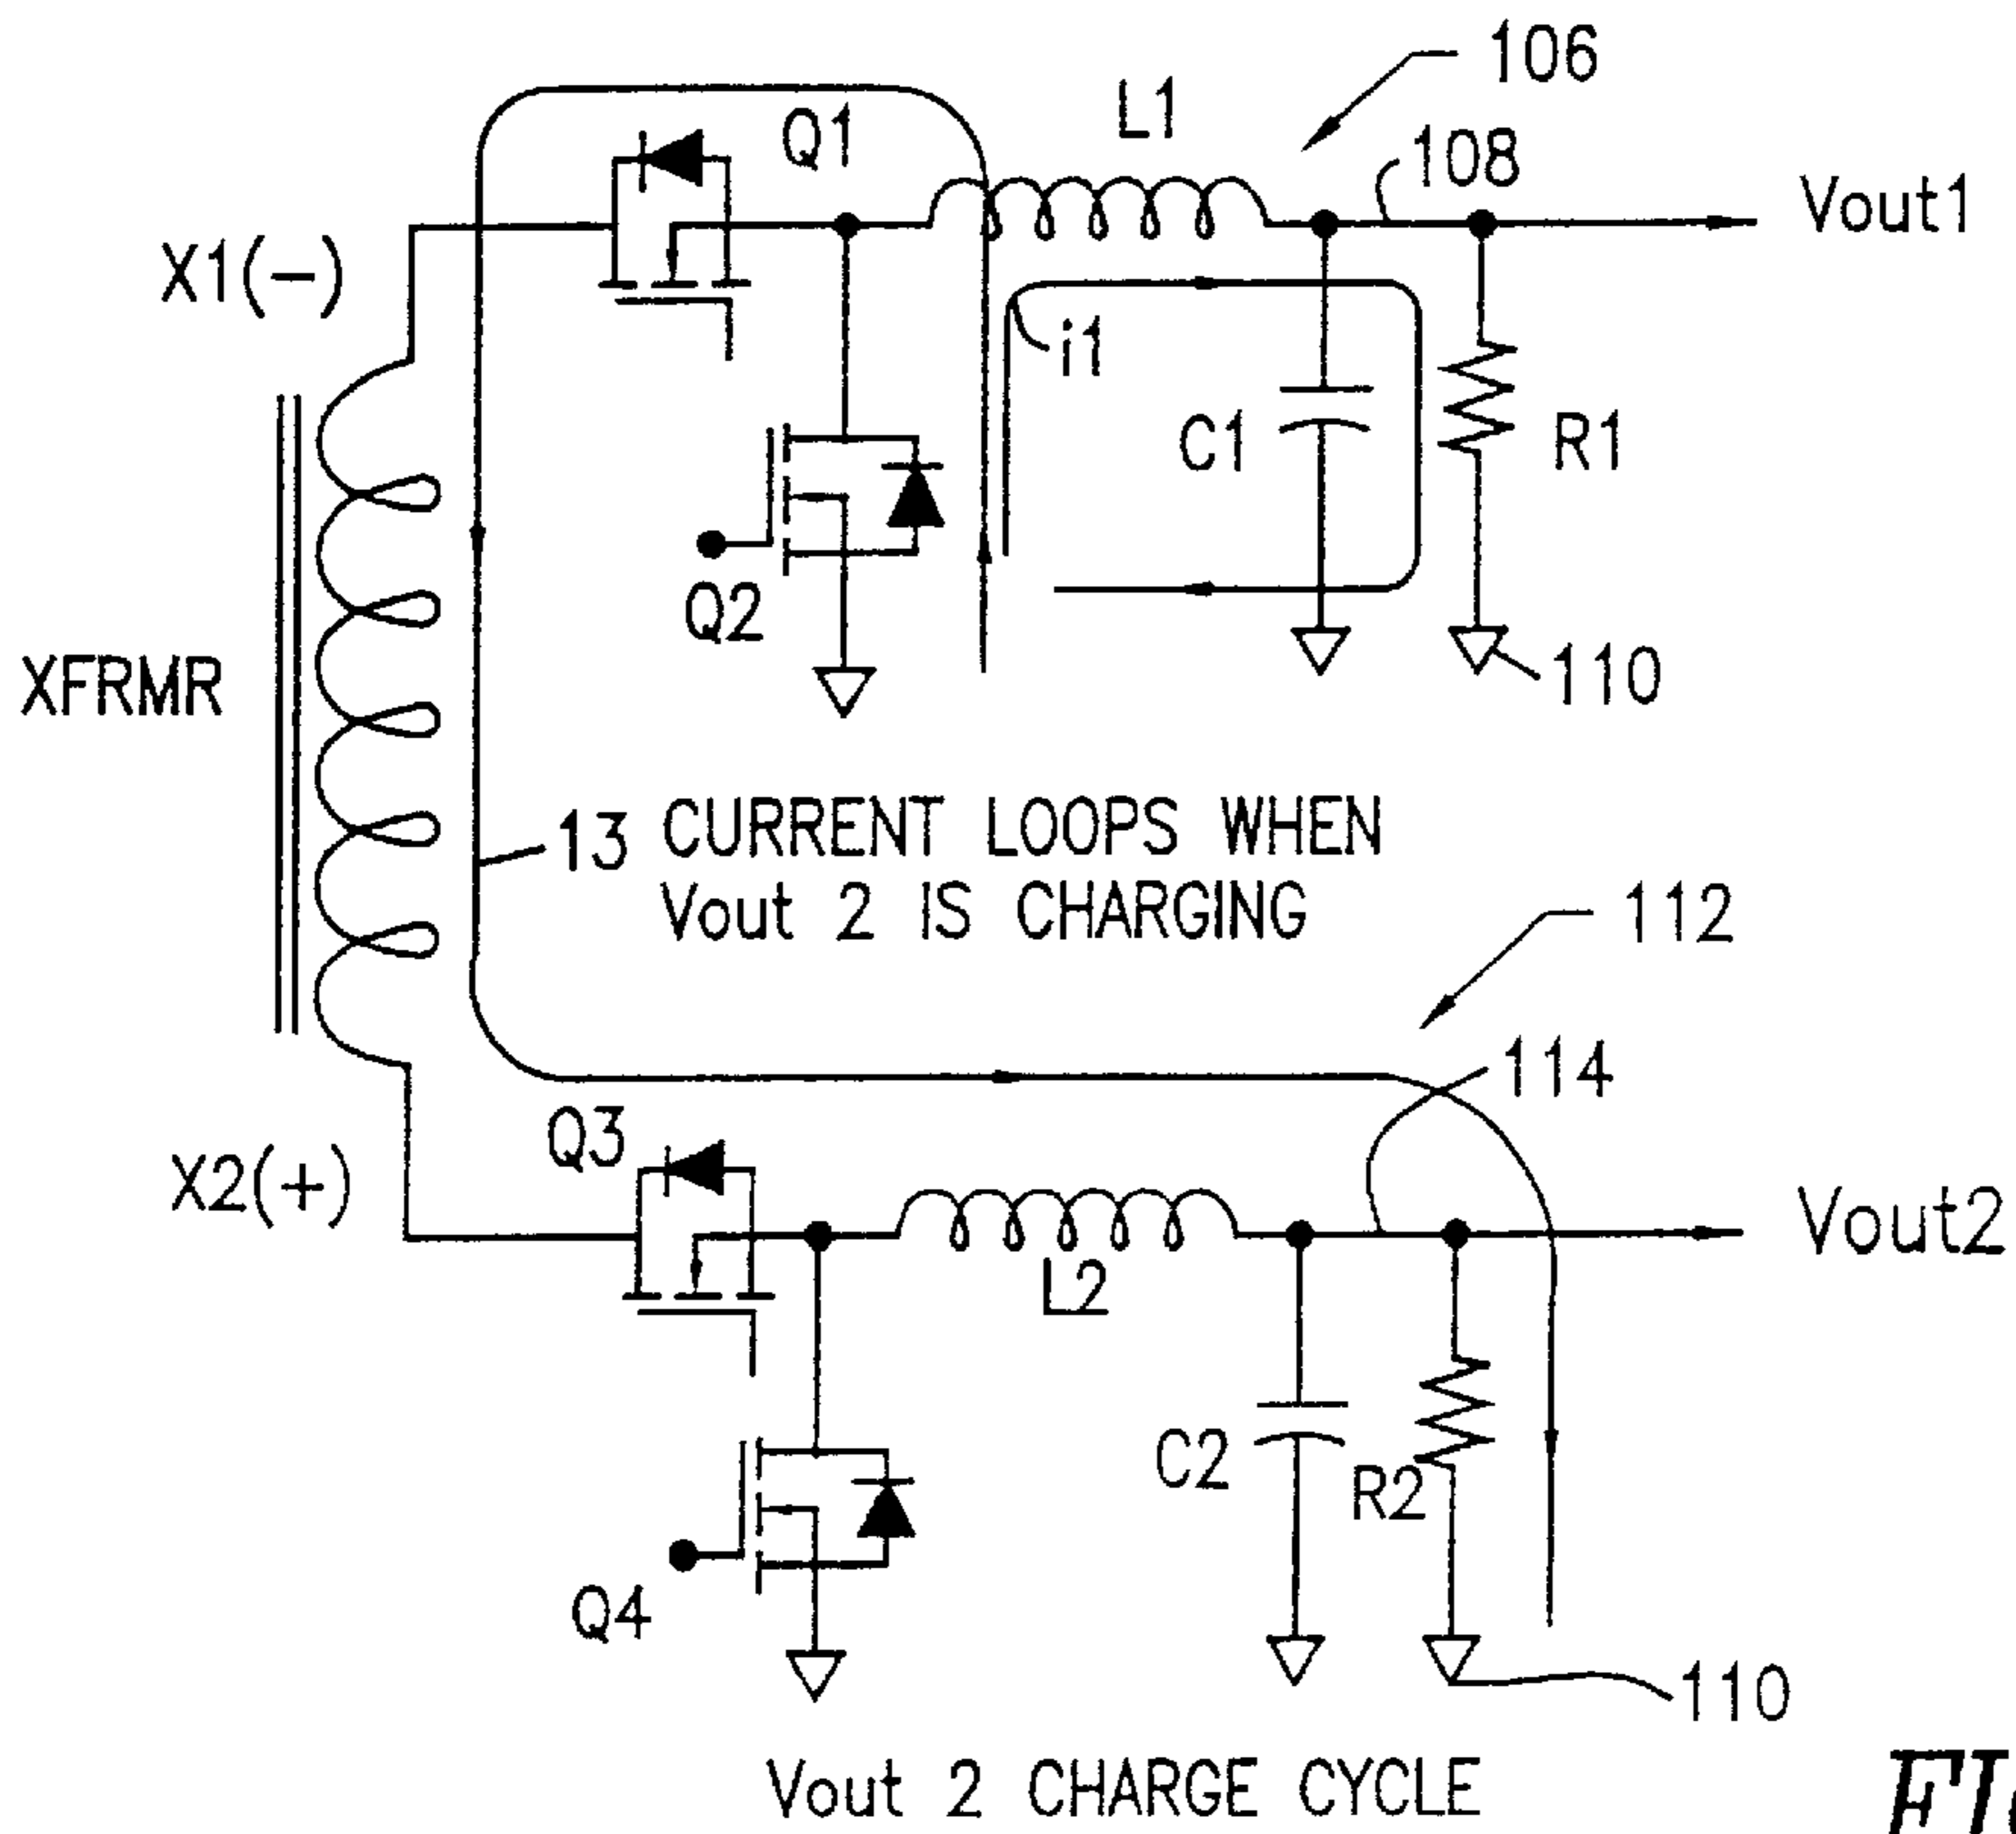 106
L1
Q1
108
Vout1
X1(-)
i1
C1
R1
Q2
XFRMR
110
13 CURRENT LOOPS WHEN
Vout 2 IS CHARGING
112
114
Q3
X2(+)
Vout2
L2
C2
R2
Q4
110
Vout 2 CHARGE CYCLE